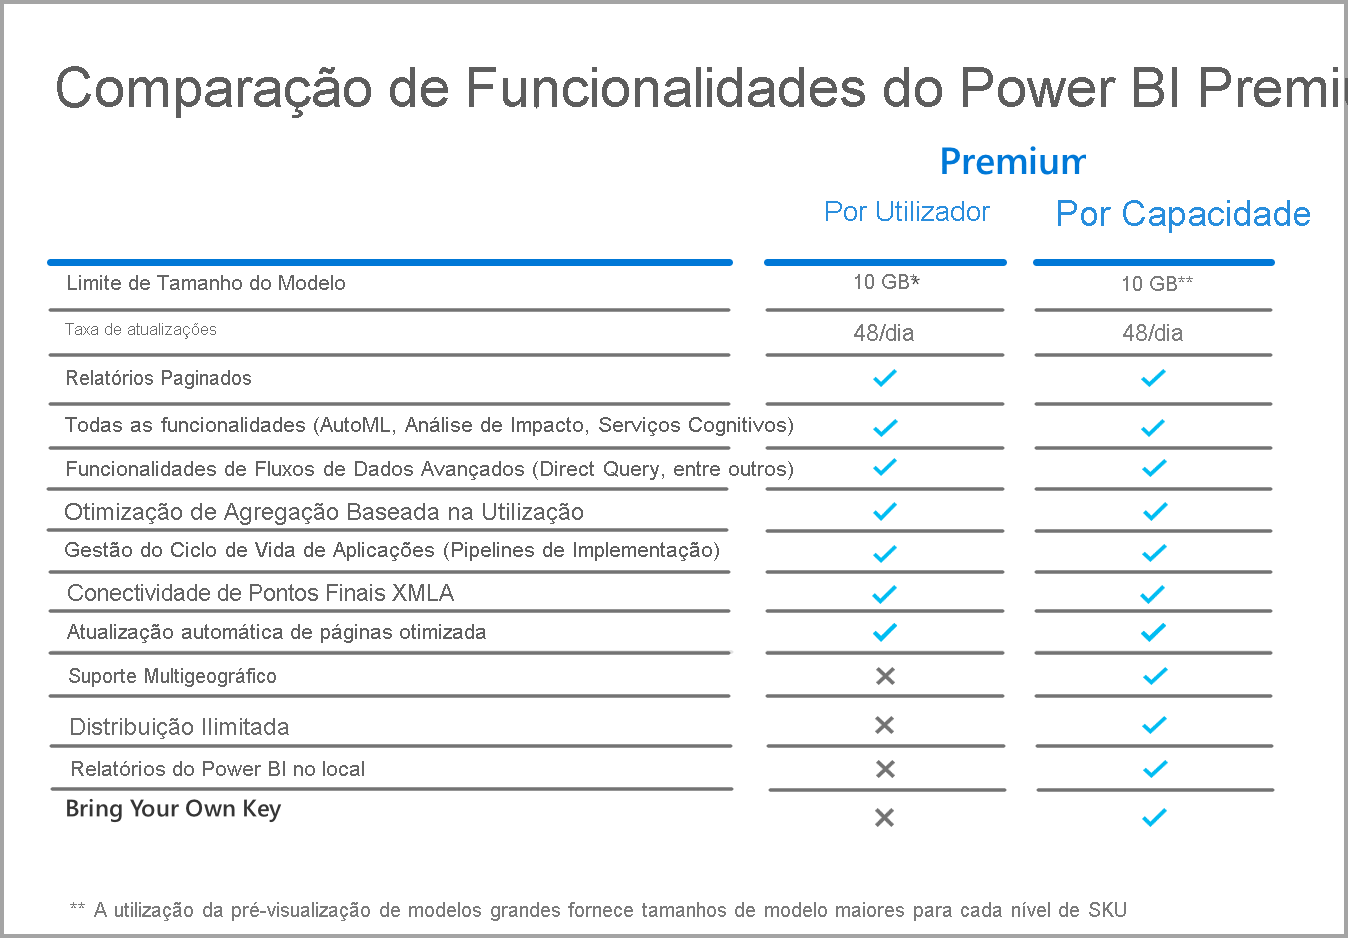 Comparação de Funcionalidades do Power BI Premiu
Premium
Por Utilizador Por Capacidade
Limite de Tamanho do Modelo 10 GB** 10 GB**
Taxa de atualizações 48/dia 48/dia
Relatórios Paginados
Todas as funcionalidades (AutoML, Análise de Impacto, Serviços Cognitivos)
Funcionalidades de Fluxos de Dados Avançados (Direct Query, entre outros)
Otimização de Agregação Baseada na Utilização
Gestão do Ciclo de Vida de Aplicações (Pipelines de Implementação)
Conectividade de Pontos Finais XMLA
Atualização automática de páginas otimizada
Suporte Multigeográfico
Distribuição Ilimitada
Relatórios do Power BI no local
Bring Your Own Key
** A utilização da pré-visualização de modelos grandes fornece tamanhos de modelo maiores para cada nível de SKU